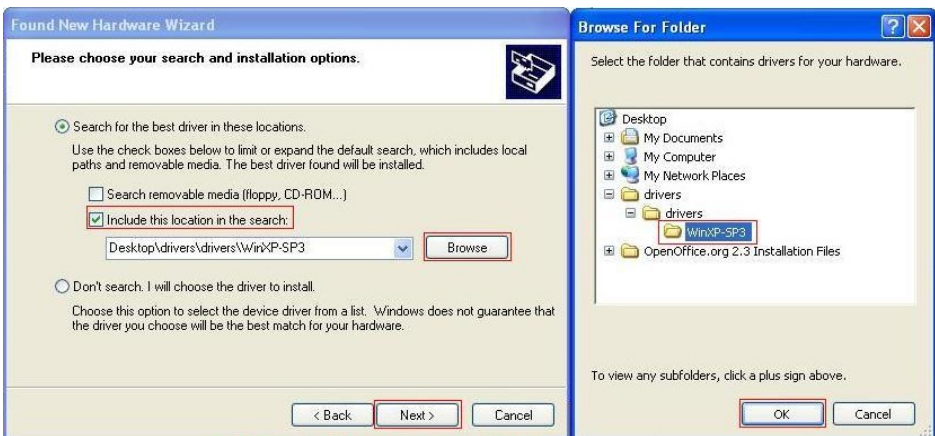 Found New Hardware Wizard
Please choose your search and installation options.
Search for the best driver in these locations.
Use the check boxes below to limit or expand the default search, which includes local
paths and removable media. The best driver found will be installed.
Search removable media (floppy, CD-ROM...)
Include this location in the search:
Desktop\drivers\drivers\WinXP-SP3
Browse
Don't search. I will choose the driver to install.
Choose this option to select the device driver from a list. Windows does not guarantee that
the driver you choose will be the best match for your hardware.
< Back
Next >
Cancel
Browse For Folder
Select the folder that contains drivers for your hardware.
Desktop
My Documents
My Computer
My Network Places
drivers
drivers
WinXP-SP3
OpenOffice.org 2.3 Installation Files
To view any subfolders, click a plus sign above.
OK
Cancel